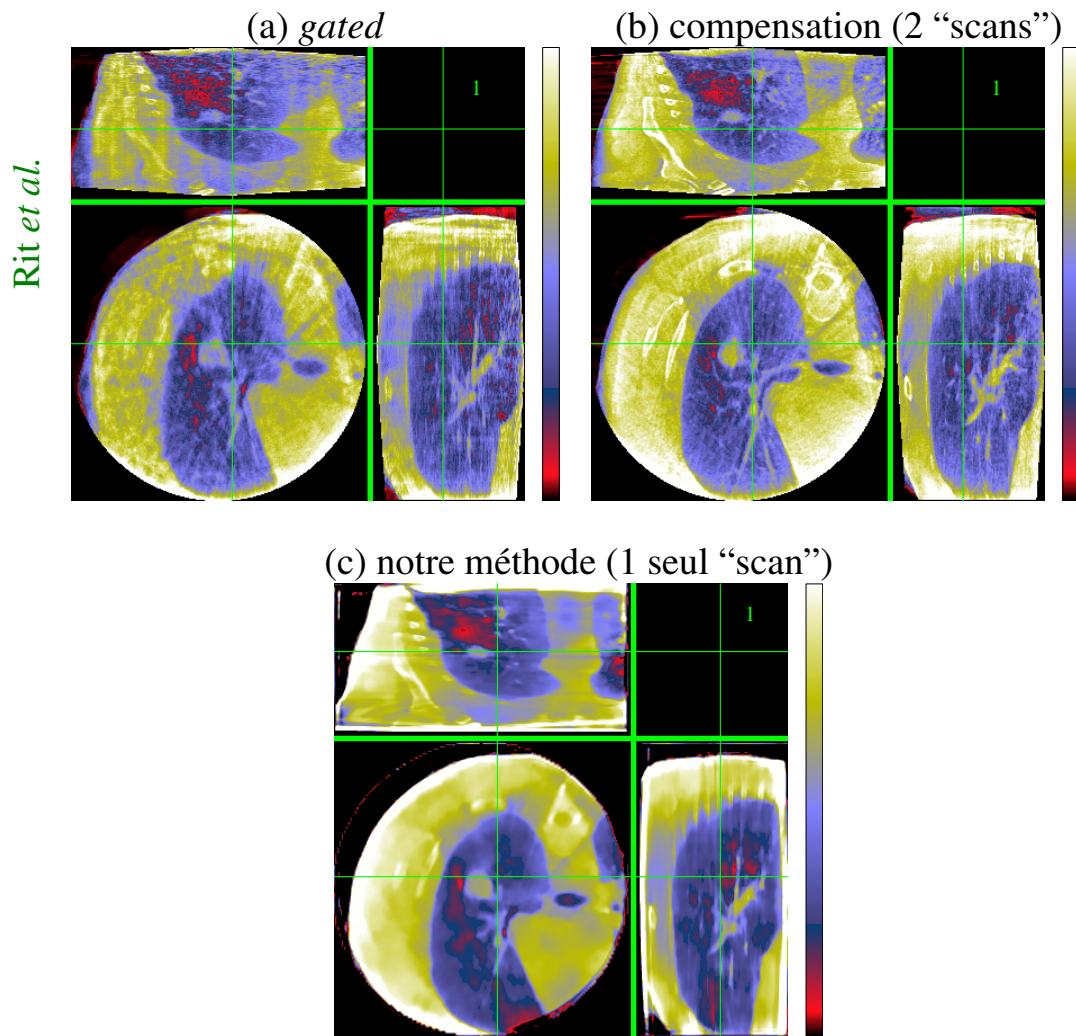 (a) gated
(b) compensation (2 “scans”)
1
1
Rit et al.
(c) notre méthode (1 seul “scan”)
1